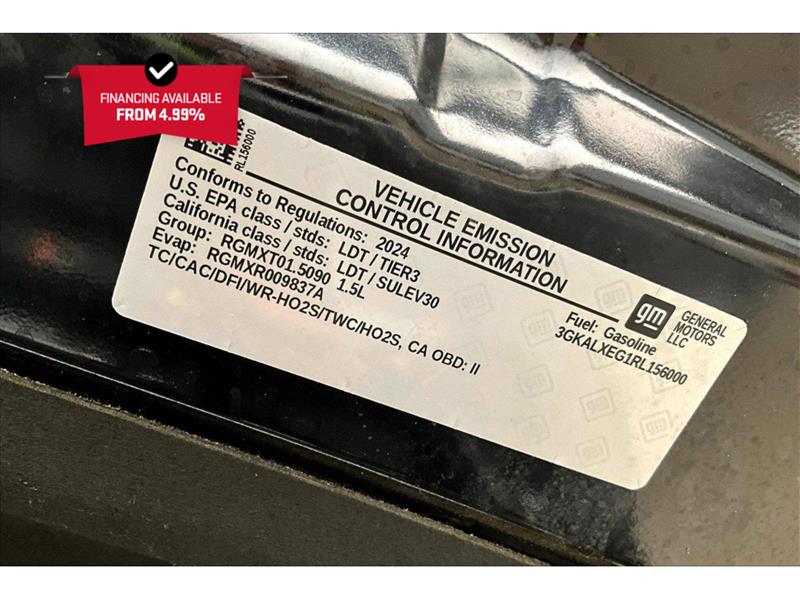 FINANCING AVAILABLE
FROM 4.99%
RL156000
VEHICLE EMISSION
CONTROL INFORMATION
Conforms to Regulations: 2024
U.S. EPA class / stds: LDT / TIER3
California class / stds: LDT / SULEV30
Group: RGMXT01.5090 1.5L
Evap: RGMXR009837A
TC/CAC/DFI/WR-HO2S/TWC/HO2S, CA OBD: II
Fuel: Gasoline
3GKALXEG1RL156000
gm
GENERAL
MOTORS
LLC